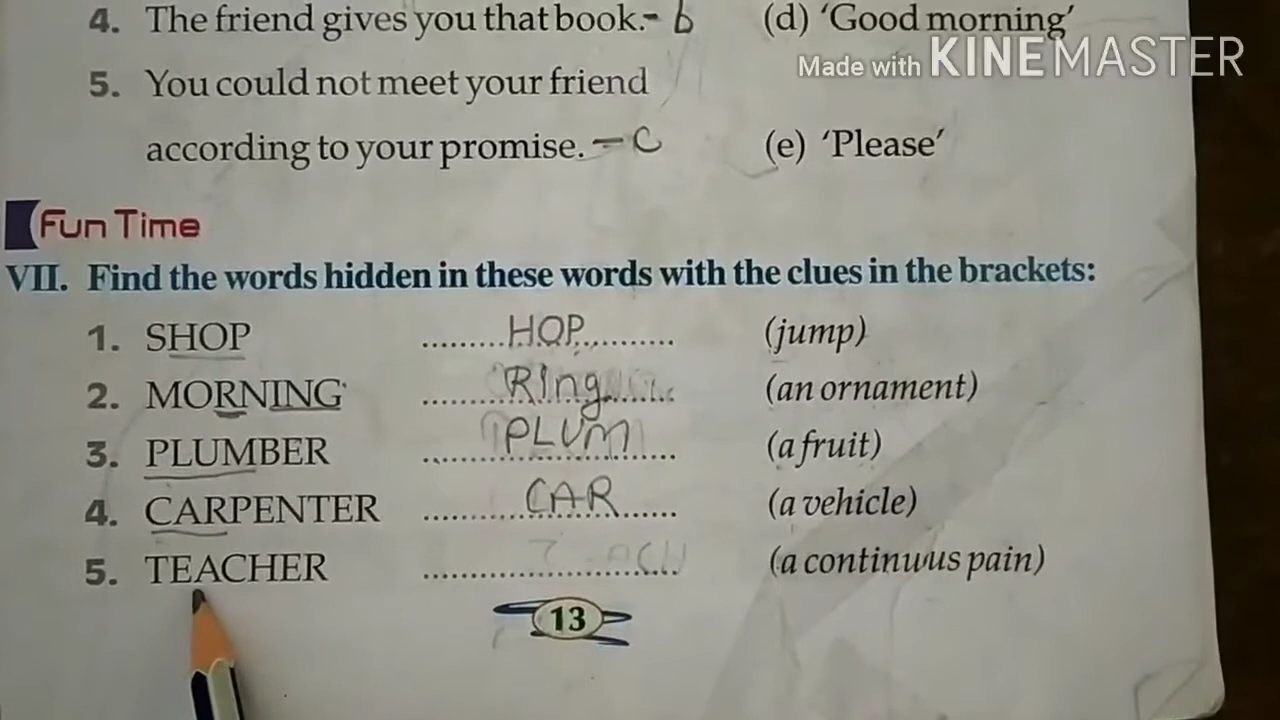 4. The friend gives you that book.- b (d) 'Good morning'
Made with KINEMASTER
5. You could not meet your friend
according to your promise. – C (e) 'Please'
Fun Time
VII. Find the words hidden in these words with the clues in the brackets:
1. SHOP .........HOP............ (jump)
2. MORNING .........RIng.......... (an ornament)
3. PLUMBER .........PLUM.......... (a fruit)
4. CARPENTER .........CAR.......... (a vehicle)
5. TEACHER .............................. (a continuus pain)
13